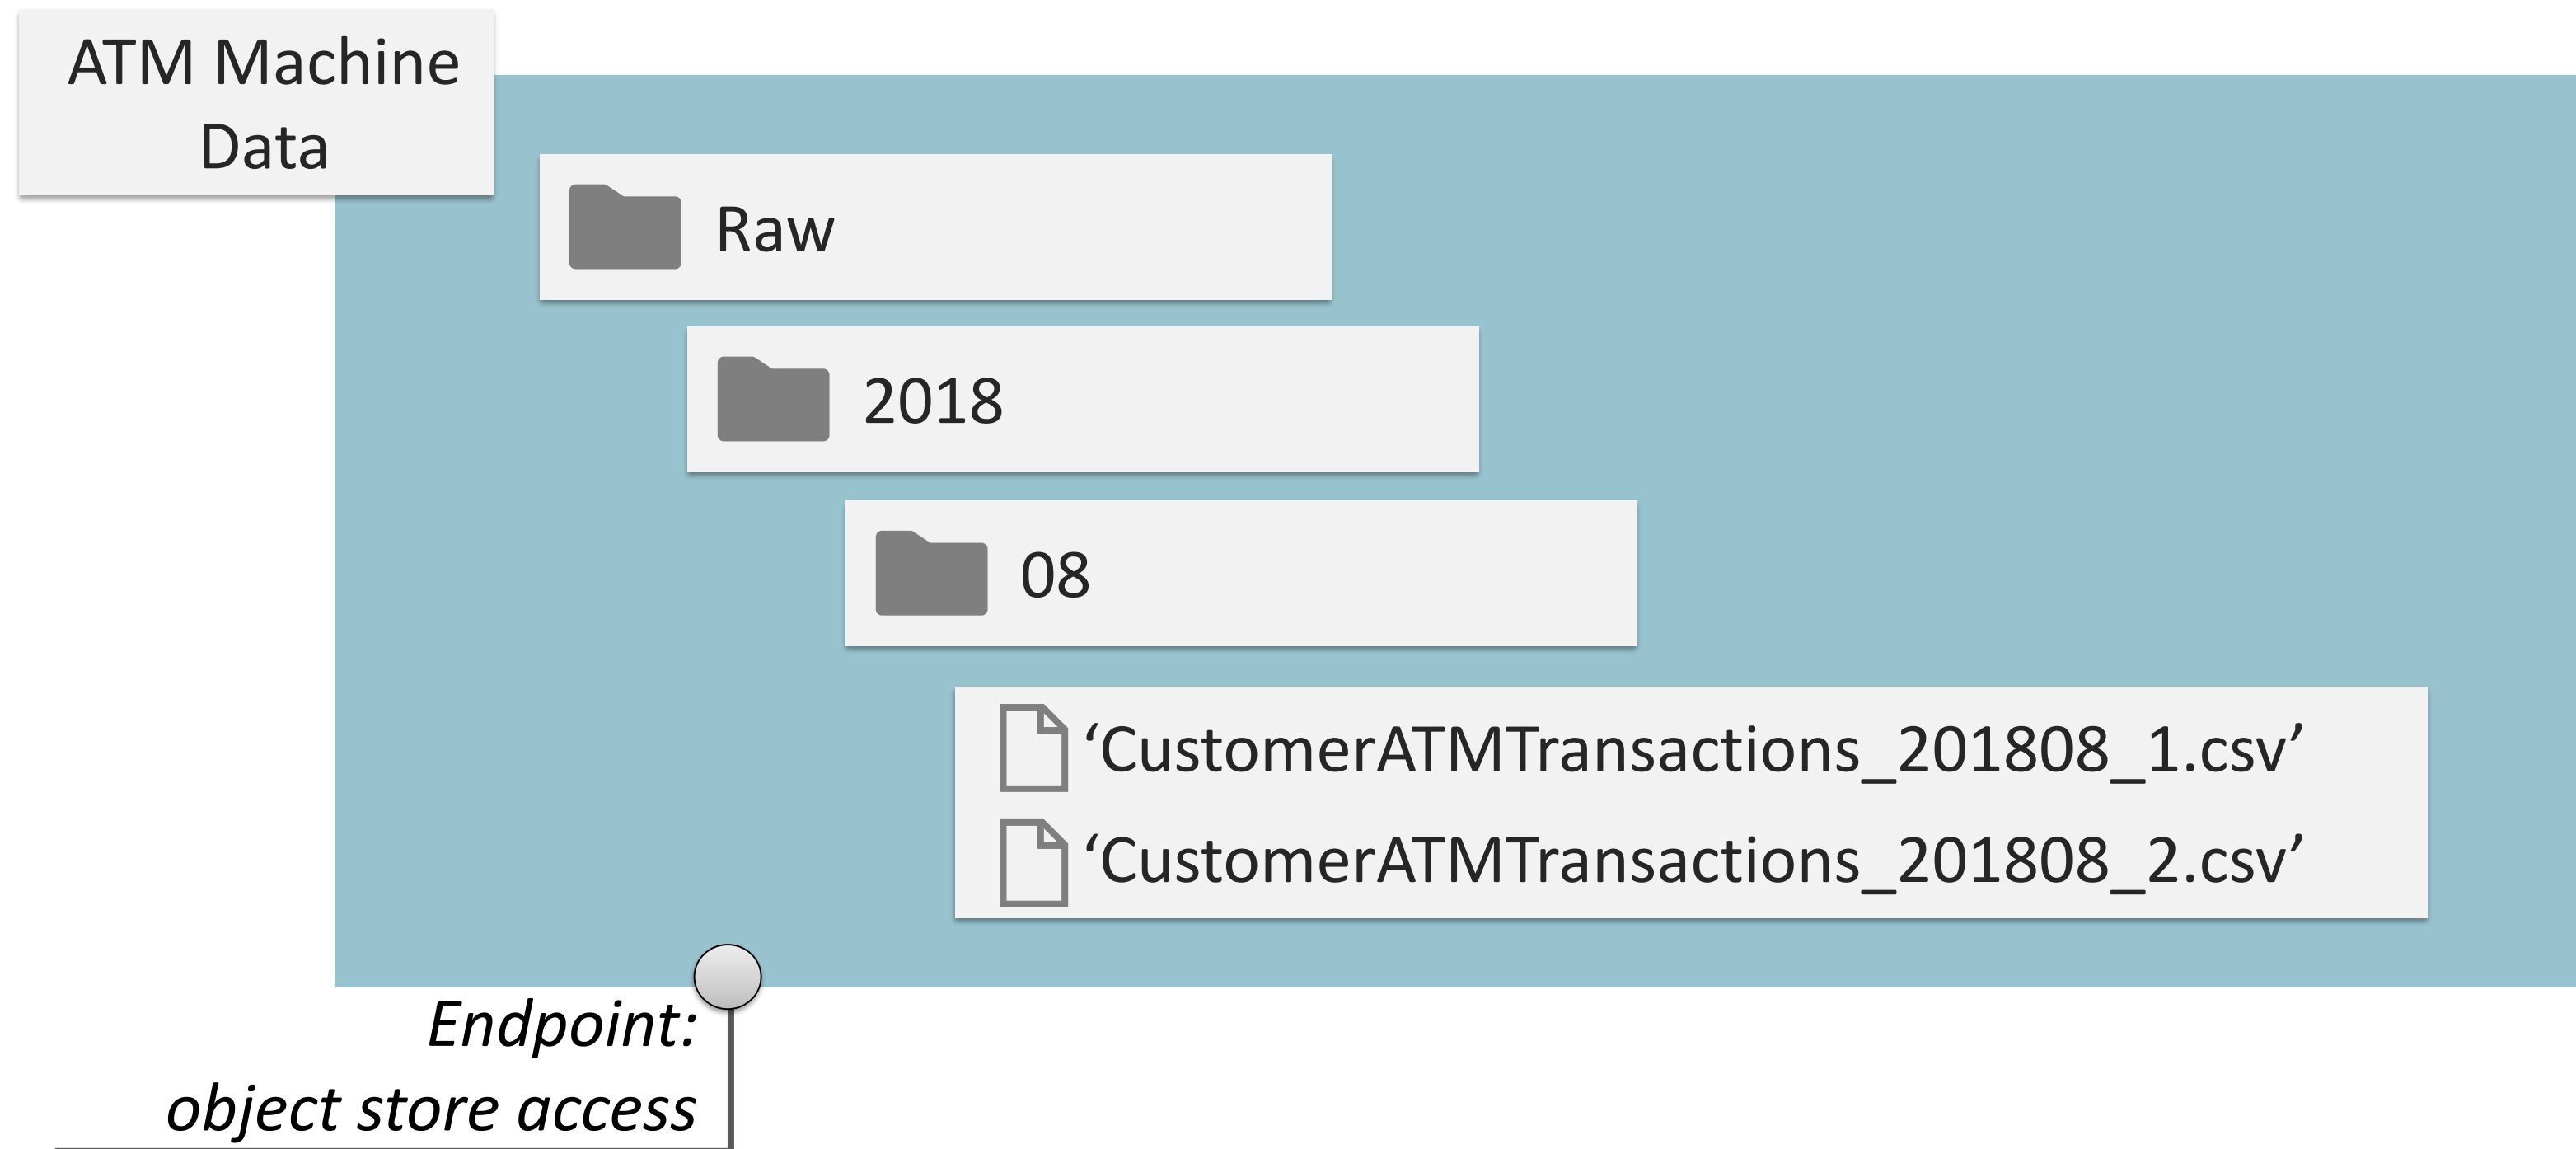 ATM Machine
Data
Raw
2018
08
‘CustomerATMTransactions_201808_1.csv’
‘CustomerATMTransactions_201808_2.csv’
Endpoint:
object store access